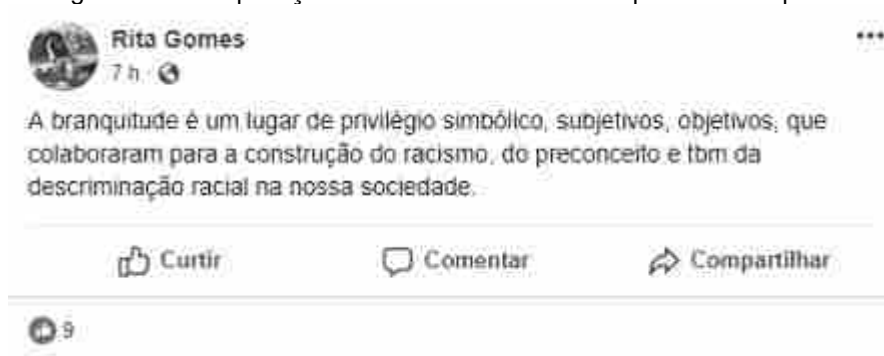 Rita Gomes
7 h
A branquitude é um lugar de privilégio simbólico, subjetivos, objetivos, que
colaboraram para a construção do racismo, do preconceito e tbm da
descriminação racial na nossa sociedade.
Curtir Comentar Compartilhar
9